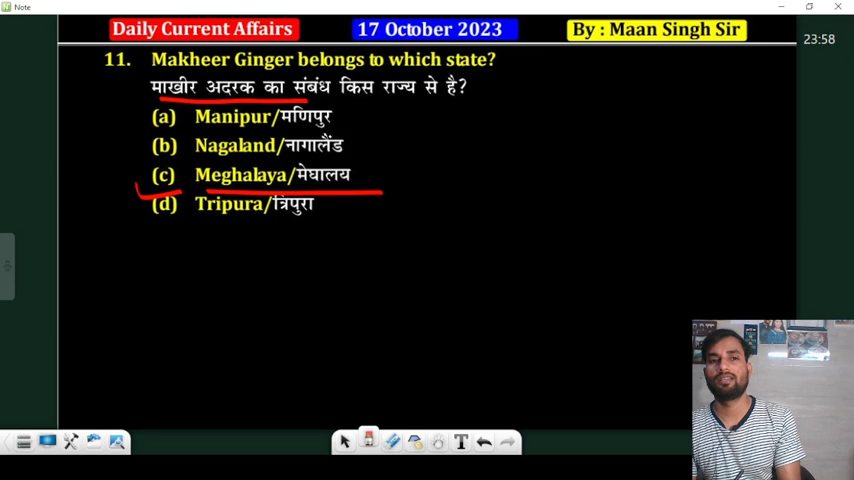 Note
Daily Current Affairs 17 October 2023 By : Maan Singh Sir
23:58
11. Makheer Ginger belongs to which state?
माखीर अदरक का संबंध किस राज्य से है?
(a) Manipur/मणिपुर
(b) Nagaland/नागालैंड
(c) Meghalaya/मेघालय
(d) Tripura/त्रिपुरा